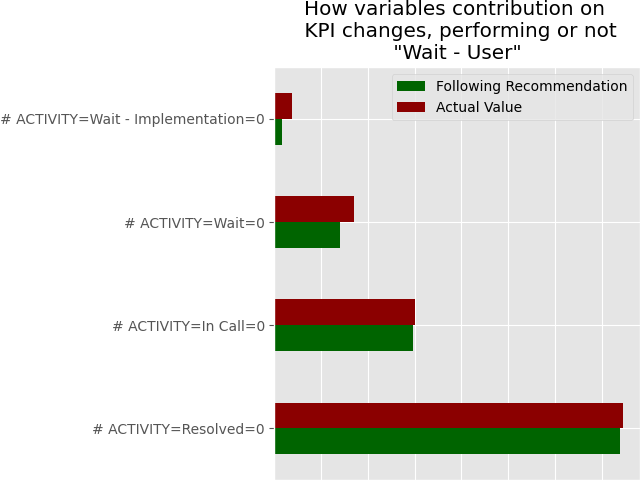 How variables contribution on
KPI changes, performing or not
"Wait - User"
Following Recommendation
Actual Value
# ACTIVITY=Wait - Implementation=0
# ACTIVITY=Wait=0
# ACTIVITY=In Call=0
# ACTIVITY=Resolved=0